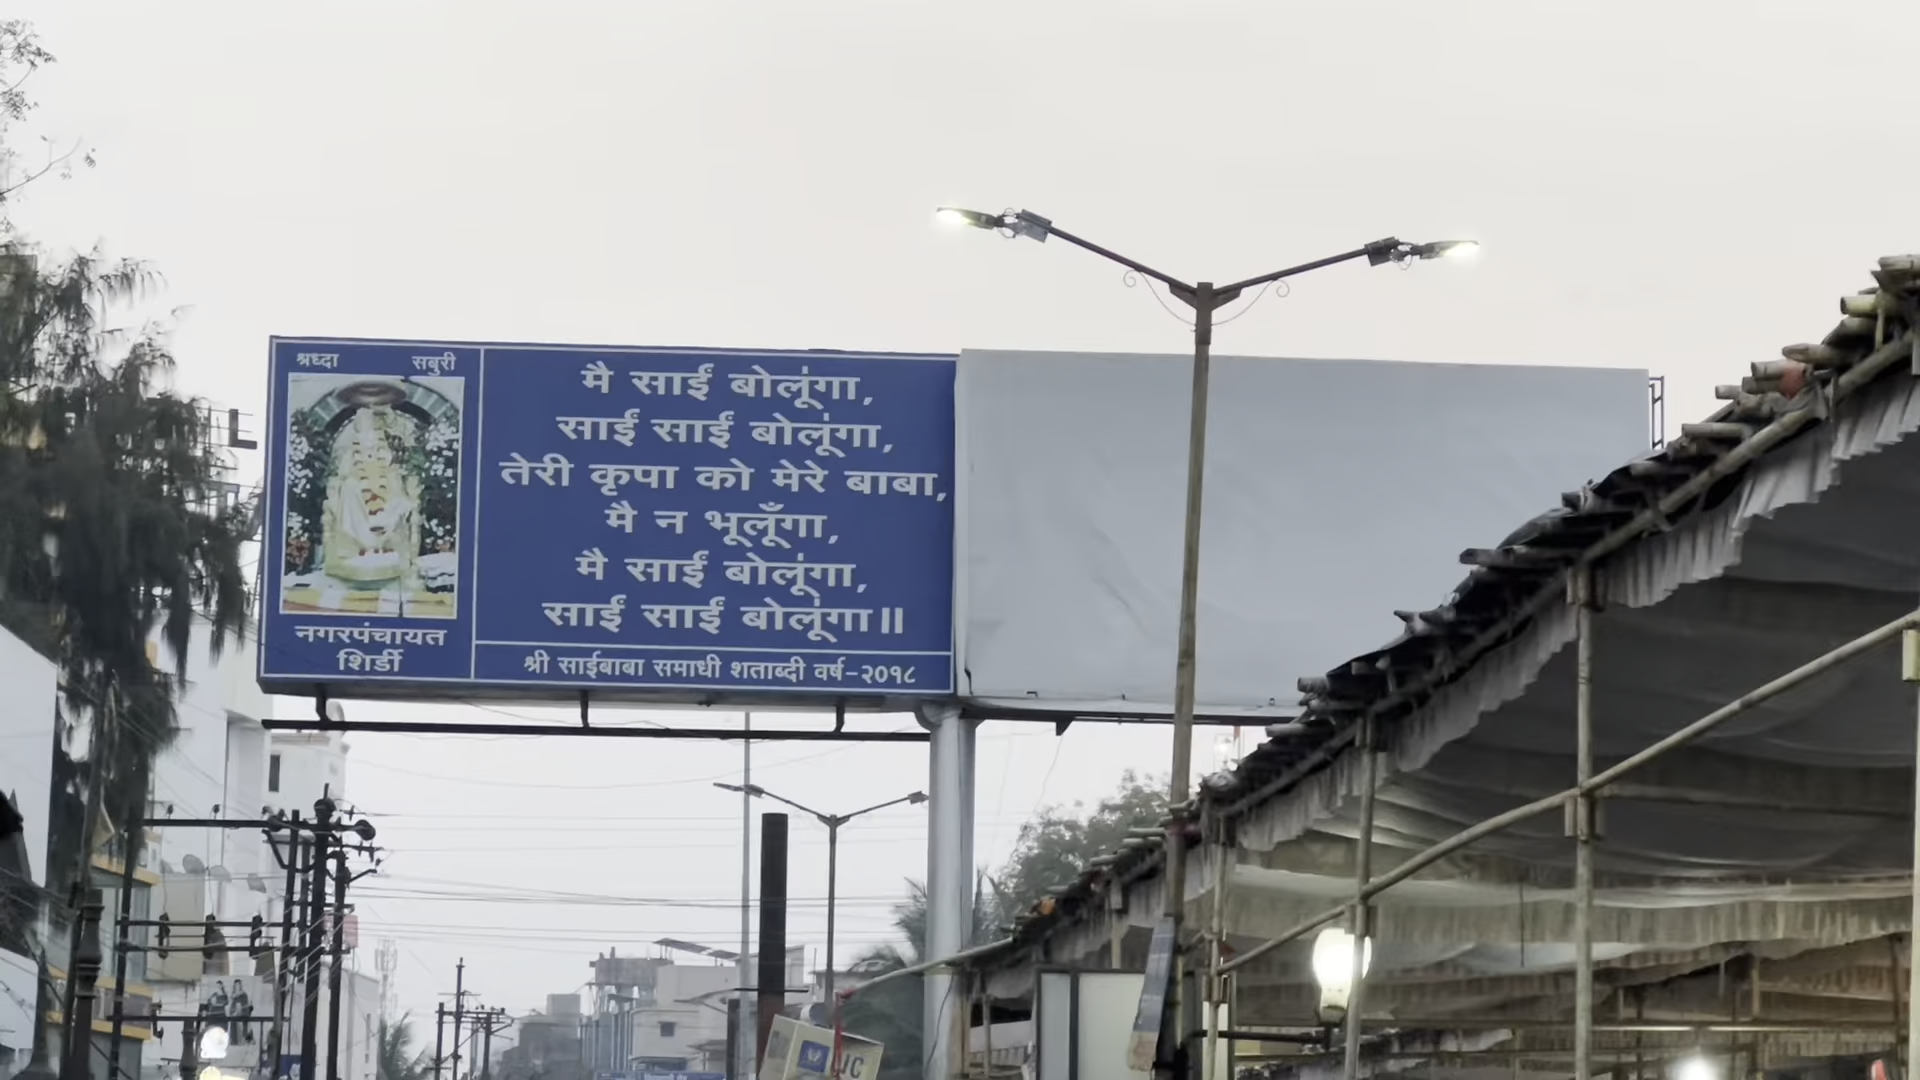 श्रध्दा सबुरी
नगरपंचायत
शिर्डी
मै साईं बोलूंगा,
साईं साईं बोलूंगा,
तेरी कृपा को मेरे बाबा,
मै न भूलूँगा,
मै साईं बोलूंगा,
साईं साईं बोलूंगा॥
श्री साईबाबा समाधी शताब्दी वर्ष-२०१८